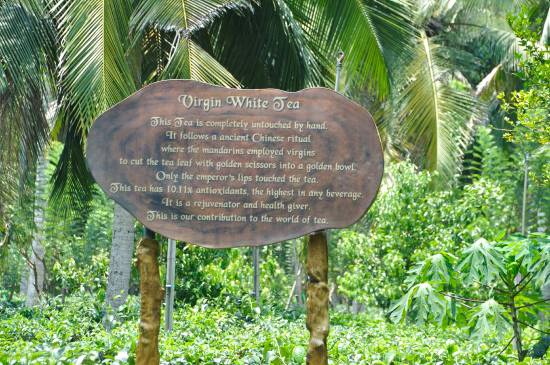 Virgin White Tea
This Tea is completely untouched by hand.
It follows a ancient Chinese ritual
where the mandarins employed virgins
to cut the tea leaf with golden scissors into a golden bowl.
Only the emperor's lips touched the tea.
This tea has 10.11% antioxidants, the highest in any beverage.
It is a rejuvenator and health giver.
This is our contribution to the world of tea.